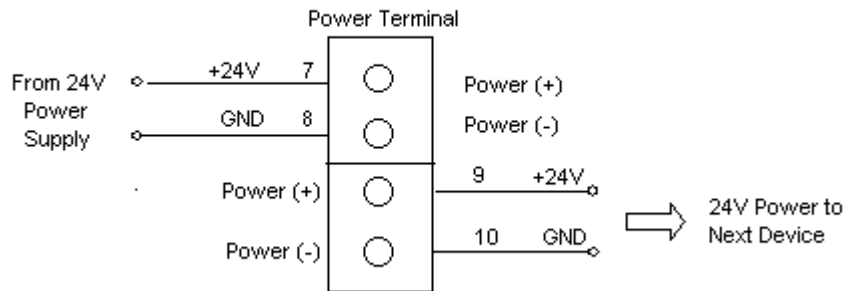 Power Terminal
From 24V
Power
Supply
+24V 7
GND 8
Power (+)
Power (-)
Power (+)
Power (-)
9 +24V
10 GND
24V Power to
Next Device